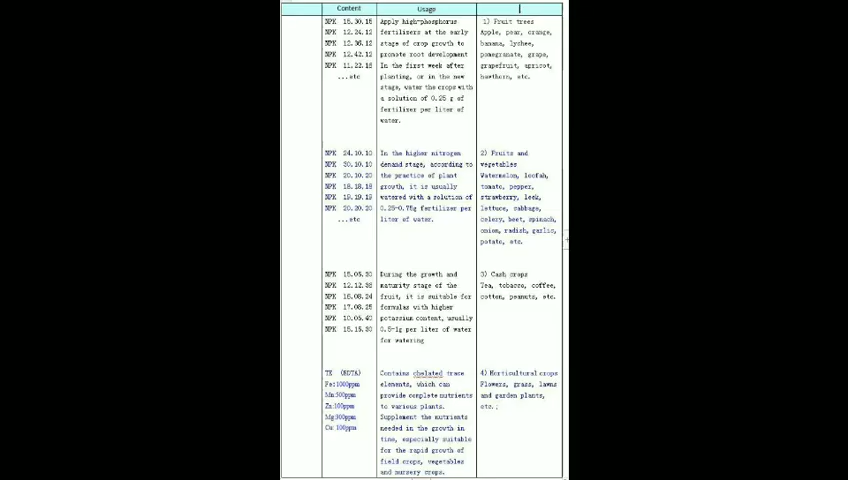 Content Usage
NPK 15.30.15 Apply high-phosphorus 1) Fruit trees
NPK 12.24.12 fertilizers at the early Apple, pear, orange,
NPK 12.36.12 stage of crop growth to banana, lychee,
NPK 12.42.12 promote root development pomegranate, grape,
NPK 11.22.16 In the first week after grapefruit, apricot,
...etc planting, or in the new hawthorn, etc.
stage, water the crops with
a solution of 0.25 g of
fertilizer per liter of
water.
NPK 24.10.10 In the higher nitrogen 2) Fruits and
NPK 30.10.10 demand stage, according to vegetables
NPK 20.10.20 the practice of plant Watermelon, loofah,
NPK 18.18.18 growth, it is usually tomato, pepper,
NPK 19.19.19 watered with a solution of strawberry, leek,
NPK 20.20.20 0.25-0.75g fertilizer per lettuce, cabbage,
...etc liter of water. celery, beet, spinach,
onion, radish, garlic,
potato, etc.
NPK 15.05.30 During the growth and 3) Cash crops
NPK 12.12.36 maturity stage of the Tea, tobacco, coffee,
NPK 16.08.24 fruit, it is suitable for cotton, peanuts, etc.
NPK 17.08.25 formulas with higher
NPK 10.05.40 potassium content, usually
NPK 15.15.30 0.5-1g per liter of water
for watering
TE (EDTA) Contains chelated trace 4) Horticultural crops
Fe:1000ppm elements, which can Flowers, grass, lawns
Mn:500ppm provide complete nutrients and garden plants,
Zn:100ppm to various plants. etc.;
Mg:300ppm Supplement the nutrients
Cu: 100ppm needed in the growth in
time, especially suitable
for the rapid growth of
field crops, vegetables
and nursery crops.